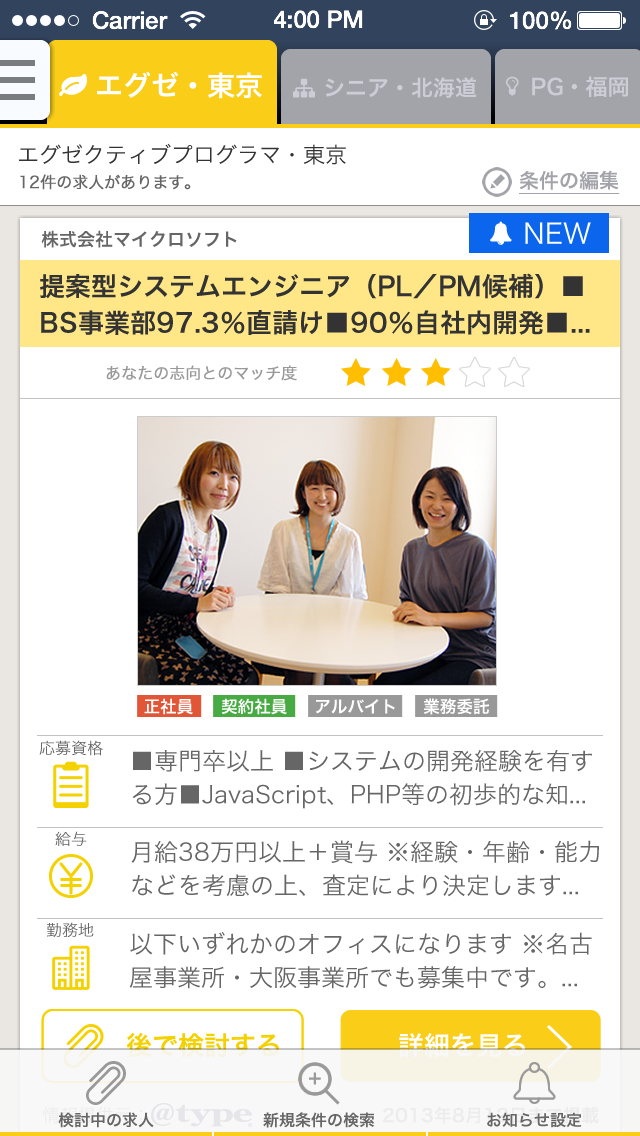 Carrier 4:00 PM 100%
エグゼ・東京 シニア・北海道 PG・福岡
エグゼクティブプログラマ・東京
12件の求人があります。
条件の編集
株式会社マイクロソフト
NEW
提案型システムエンジニア（PL／PM候補）■
BS事業部97.3%直請け■90%自社内開発■...
あなたの志向とのマッチ度
正社員 契約社員 アルバイト 業務委託
応募資格
■専門卒以上 ■システムの開発経験を有す
る方■JavaScript、PHP等の初歩的な知...
給与
月給38万円以上＋賞与 ※経験・年齢・能力
などを考慮の上、査定により決定します...
勤務地
以下いずれかのオフィスになります ※名古
屋事業所・大阪事業所でも募集中です。...
後で検討する 詳細を見る
@type
検討中の求人 新規条件の検索 お知らせ設定